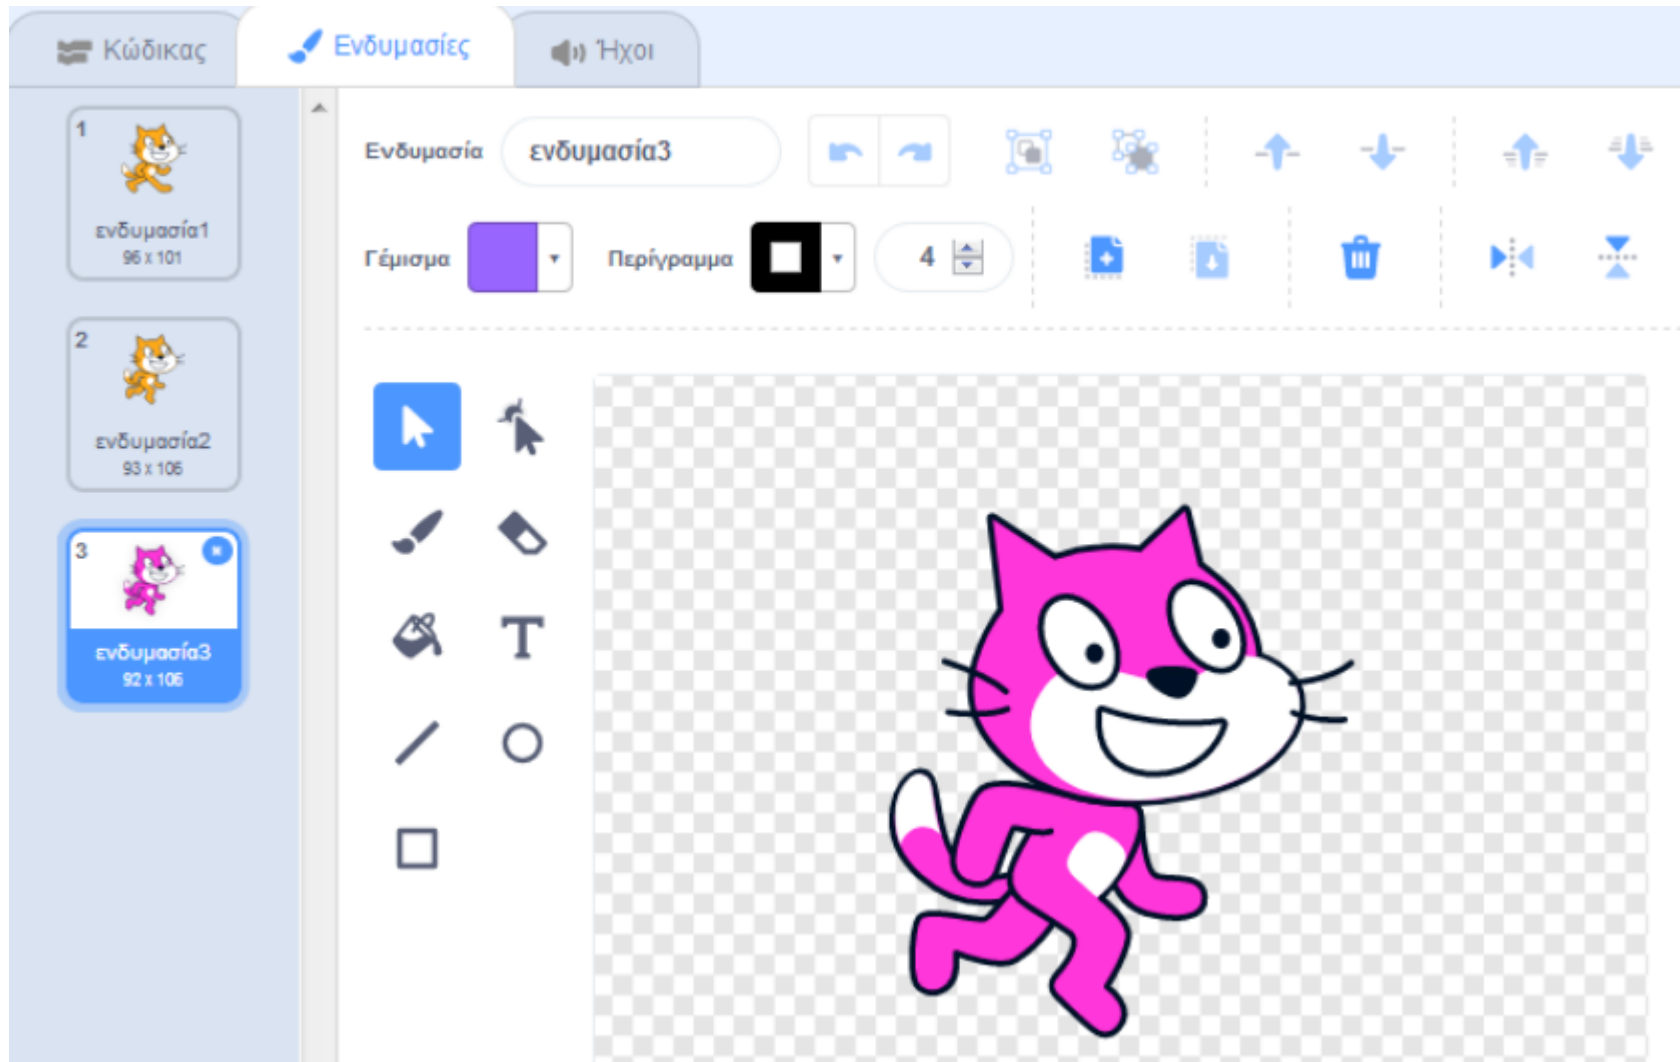 Κώδικας
Ενδυμασίες
Ήχοι
1
ενδυμασία1
96 x 101
2
ενδυμασία2
93 x 106
3
ενδυμασία3
92 x 106
Ενδυμασία
ενδυμασία3
Γέμισμα
Περίγραμμα
4
T